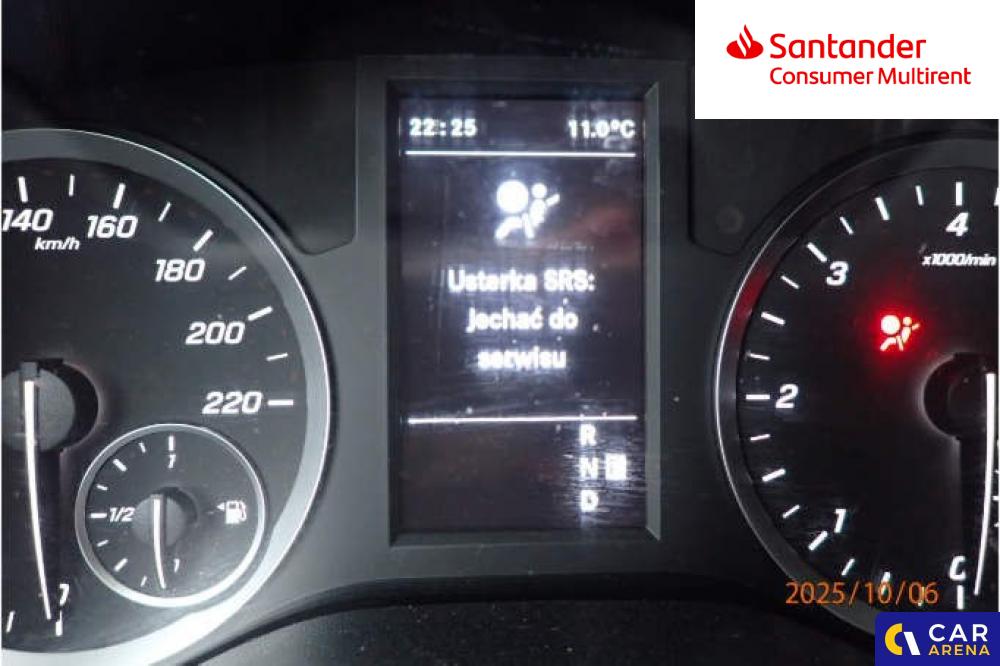 Santander
Consumer Multirent
22:25 11.0°C
Usterka SRS:
Jechać do
serwisu
R
N
D
140
160
km/h
180
200
220
1
1/2
4
x1000/min
3
2
1
2025/10/06
CAR
ARENA